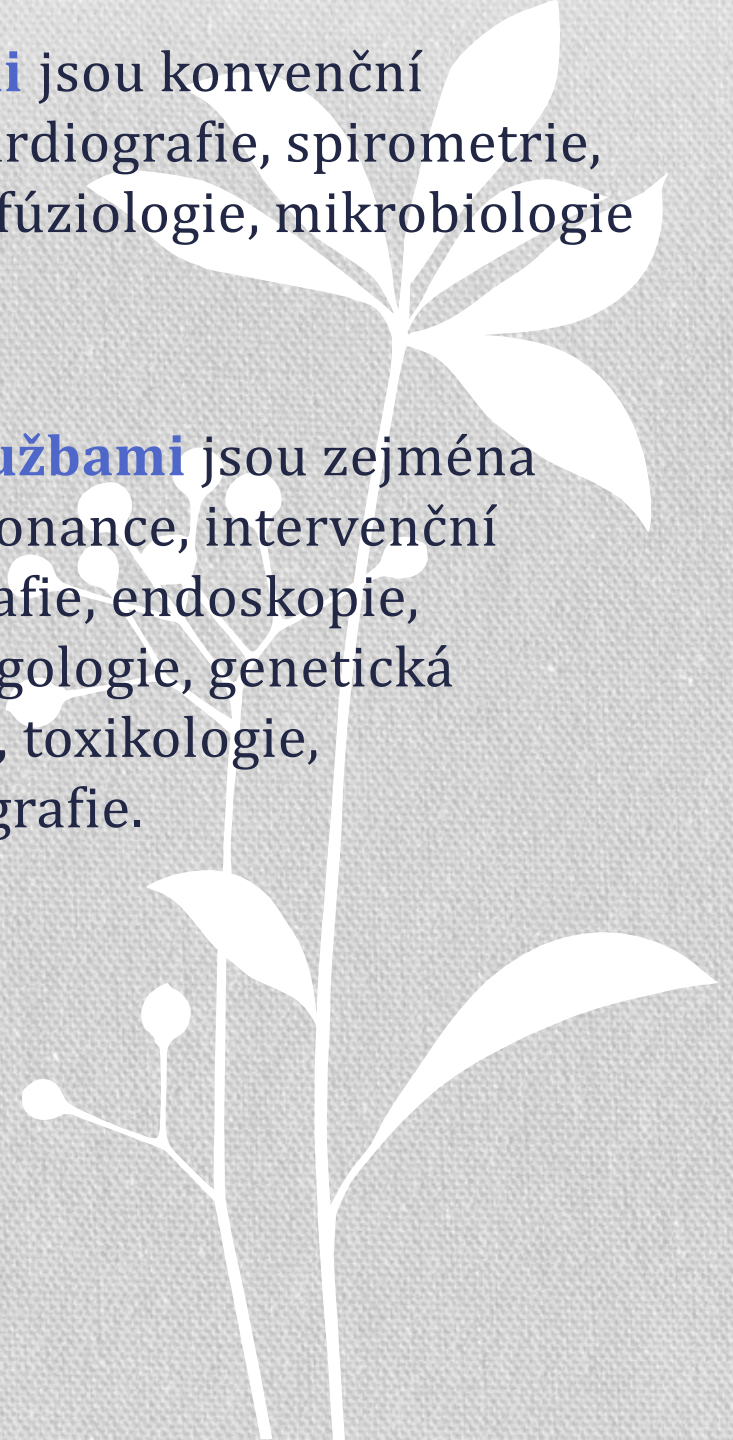 i jsou konvenční
rdiografie, spirometrie,
fúziologie, mikrobiologie
užbami jsou zejména
onance, intervenční
afie, endoskopie,
gologie, genetická
, toxikologie,
grafie.